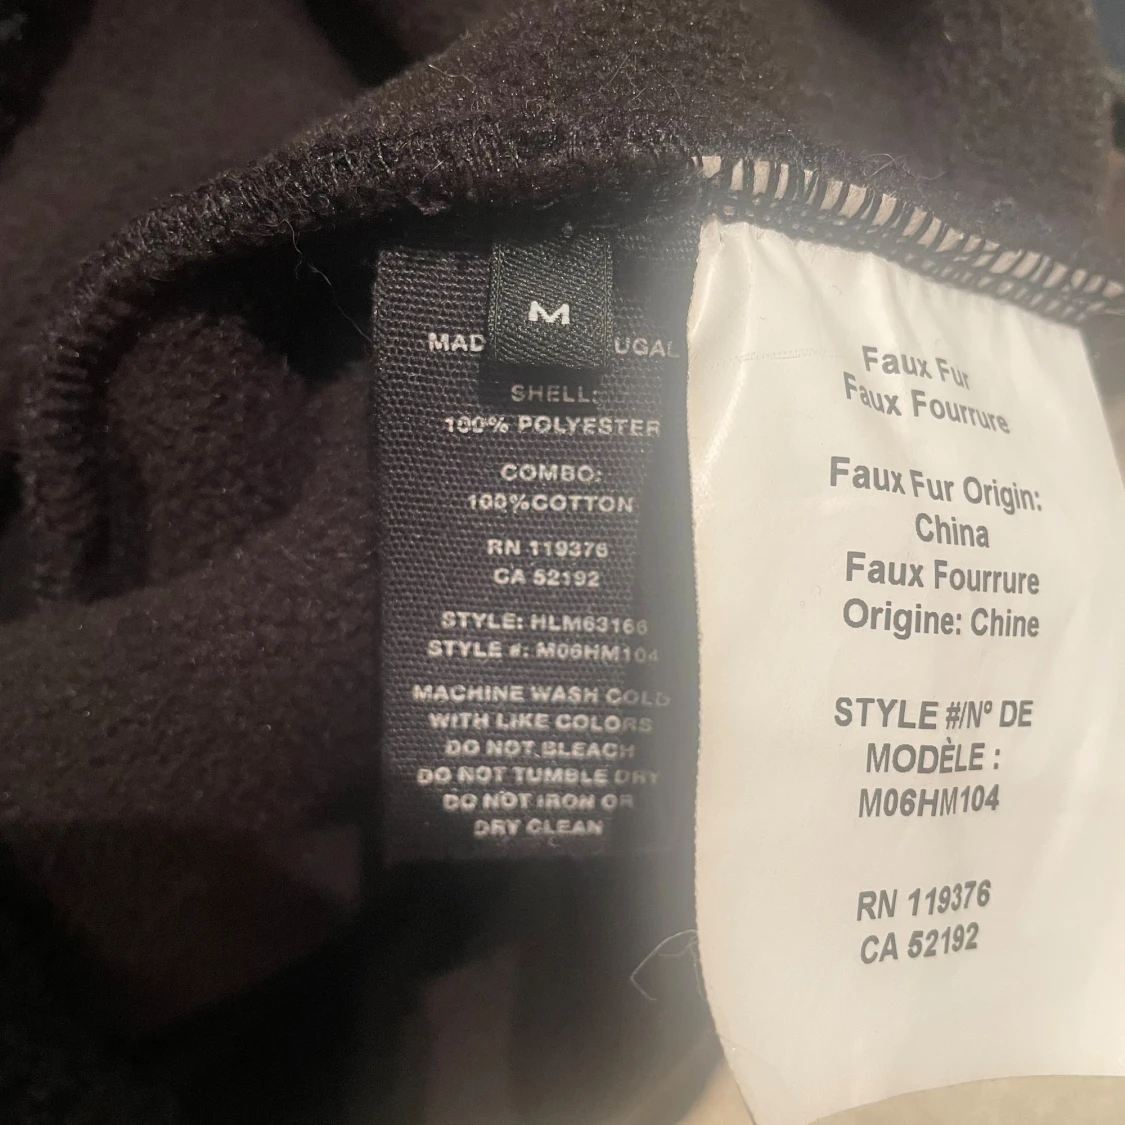 M
MAD UGAL
SHELL:
100% POLYESTER
COMBO:
100%COTTON
RN 119376
CA 52192
STYLE: HLM63166
STYLE #: M06HM104
MACHINE WASH COLD
WITH LIKE COLORS
DO NOT BLEACH
DO NOT TUMBLE DRY
DO NOT IRON OR
DRY CLEAN
Faux Fur
Faux Fourrure
Faux Fur Origin:
China
Faux Fourrure
Origine: Chine
STYLE #/Nº DE
MODÈLE :
M06HM104
RN 119376
CA 52192